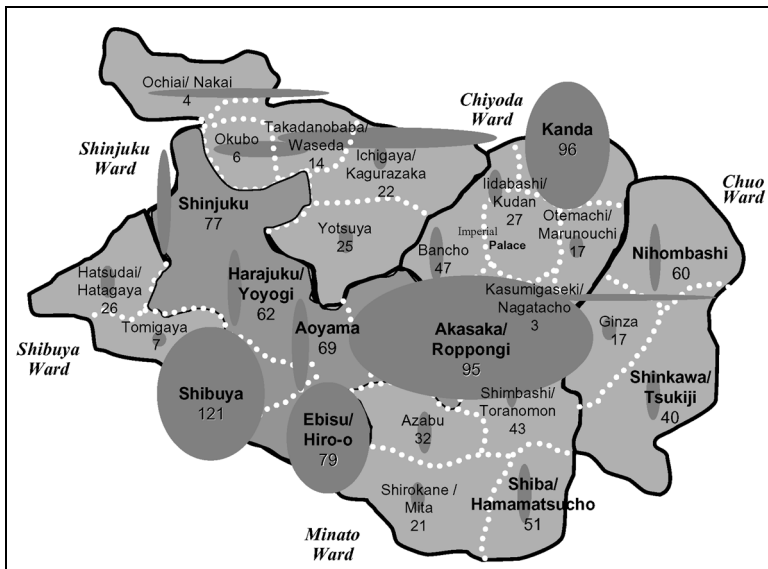 Ochiai/ Nakai
4
Chiyoda
Ward
Kanda
96
Okubo
6
Takadanobaba/
Waseda
14
Shinjuku
Ward
Ichigaya/
Kagurazaka
22
Shinjuku
77
Iidabashi/
Kudan
27
Chuo
Ward
Otemachi/
Marunouchi
17
Yotsuya
25
Imperial
Palace
Bancho
47
Nihombashi
60
Hatsudai/
Hatagaya
26
Harajuku/
Yoyogi
62
Kasumigaseki/
Nagatacho
3
Tomigaya
7
Aoyama
69
Akasaka/
Roppongi
95
Ginza
17
Shibuya
Ward
Shibuya
121
Shinkawa/
Tsukiji
40
Shimbashi/
Toranomon
43
Ebisu/
Hiro-o
79
Azabu
32
Shirokane /
Mita
21
Shiba/
Hamamatsucho
51
Minato
Ward